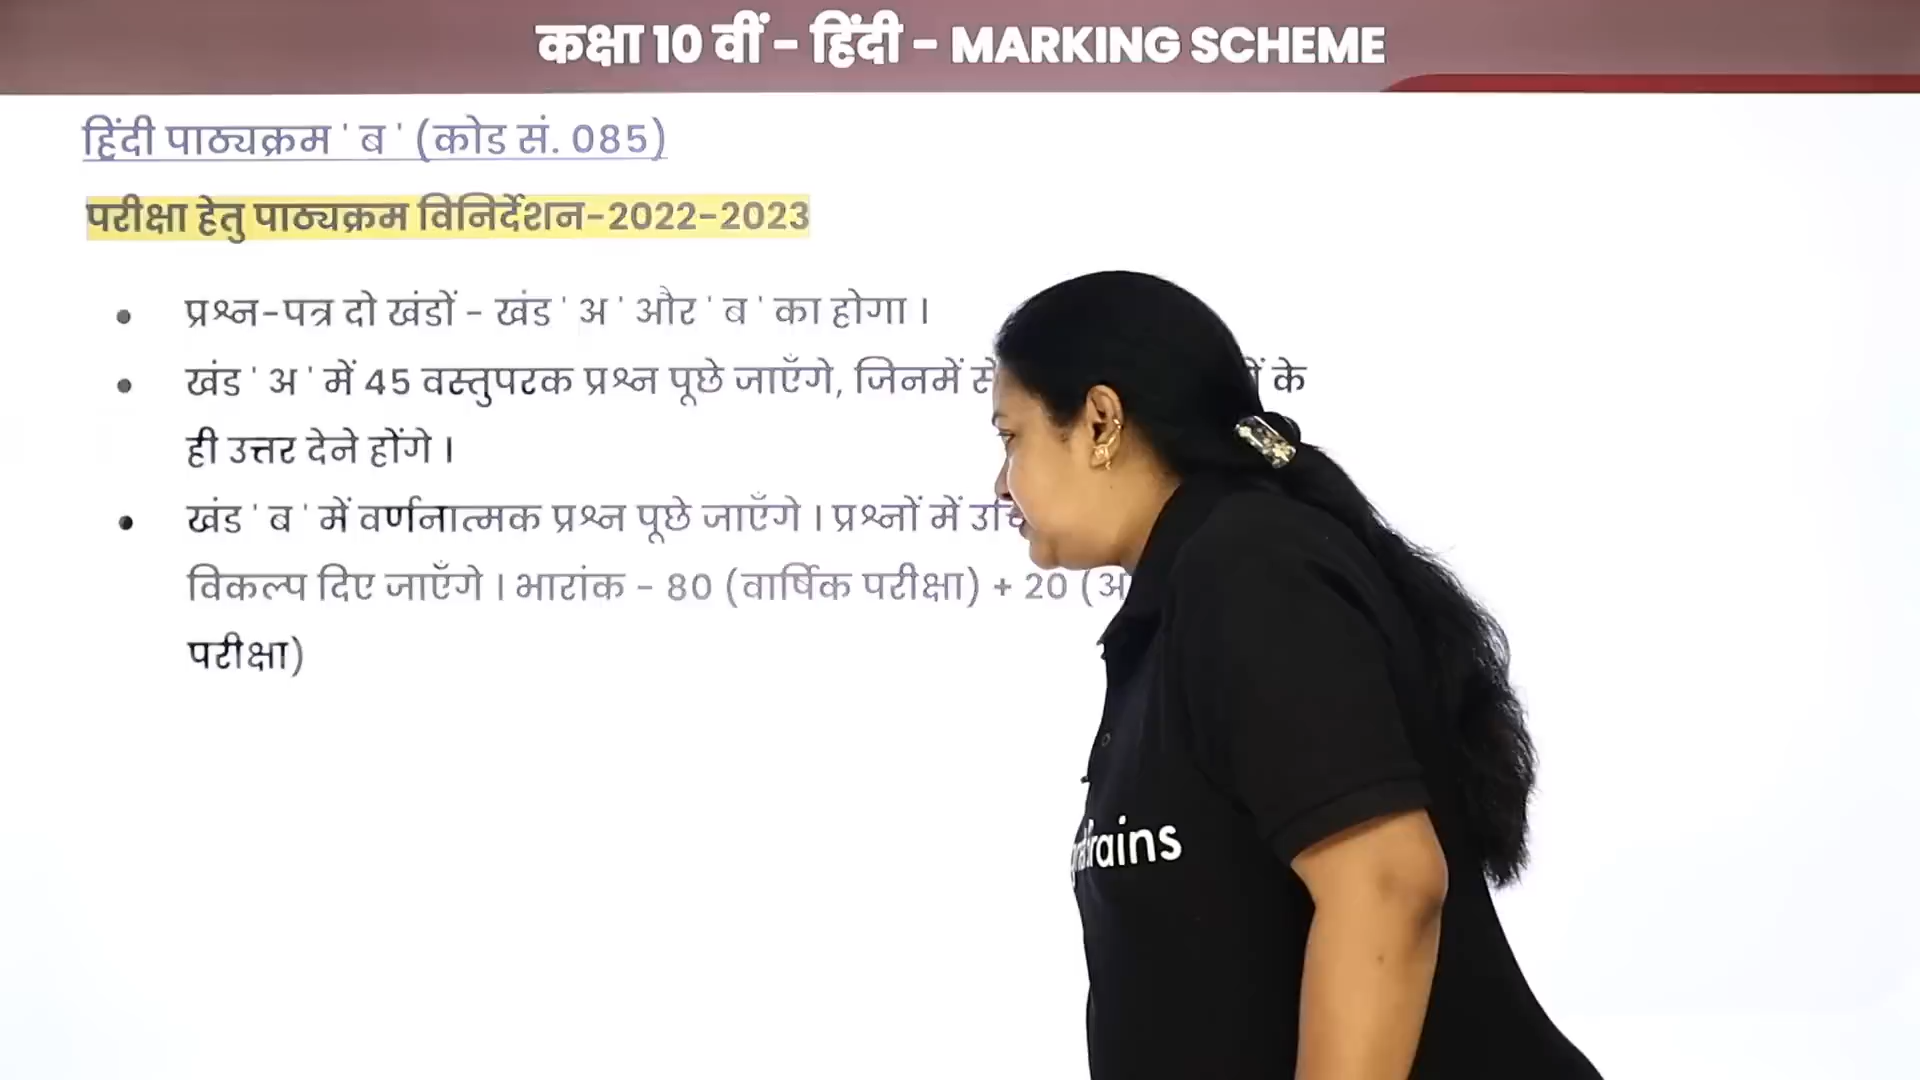 कक्षा 10 वीं - हिंदी - MARKING SCHEME
हिंदी पाठ्यक्रम ' ब ' (कोड सं. 085)
परीक्षा हेतु पाठ्यक्रम विनिर्देशन-2022-2023
• प्रश्न-पत्र दो खंडों - खंड ' अ ' और ' ब ' का होगा ।
• खंड ' अ ' में 45 वस्तुपरक प्रश्न पूछे जाएँगे, जिनमें के
ही उत्तर देने होंगे ।
• खंड ' ब ' में वर्णनात्मक प्रश्न पूछे जाएँगे । प्रश्नों में
विकल्प दिए जाएँगे । भारांक - 80 (वार्षिक परीक्षा) + 20
परीक्षा)